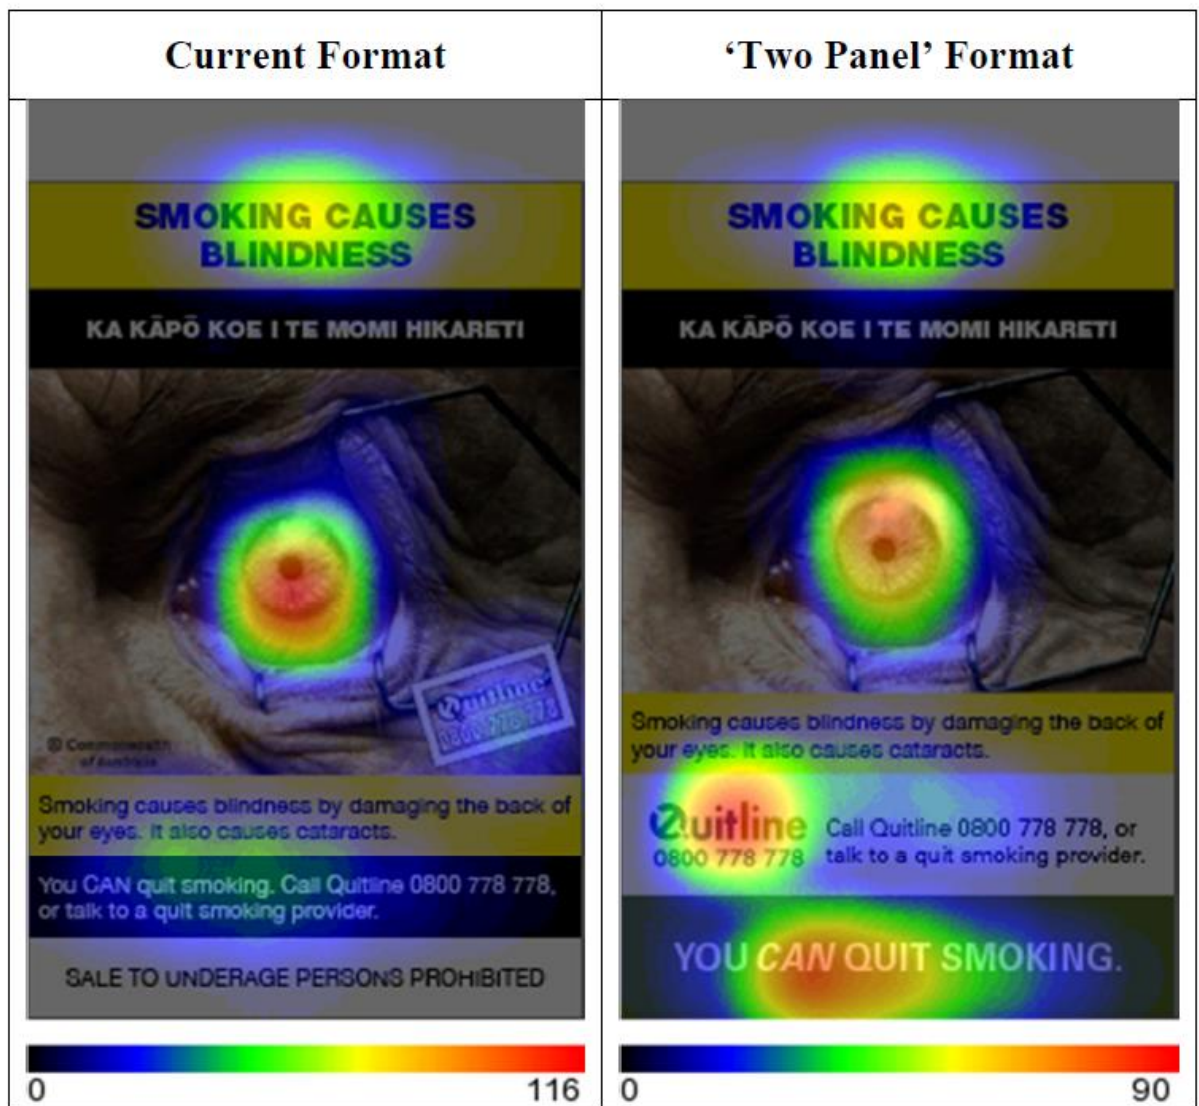 Current Format
SMOKING CAUSES
BLINDNESS
KA KĀPŌ KOE I TE MOMI HIKARETI
Quitline
0800 778 778
© Commonwealth
of Australia
Smoking causes blindness by damaging the back of
your eyes. It also causes cataracts.
You CAN quit smoking. Call Quitline 0800 778 778,
or talk to a quit smoking provider.
SALE TO UNDERAGE PERSONS PROHIBITED
0 116
‘Two Panel’ Format
SMOKING CAUSES
BLINDNESS
KA KĀPŌ KOE I TE MOMI HIKARETI
Smoking causes blindness by damaging the back of
your eyes. It also causes cataracts.
Quitline
0800 778 778
Call Quitline 0800 778 778, or
talk to a quit smoking provider.
YOU CAN QUIT SMOKING.
0 90